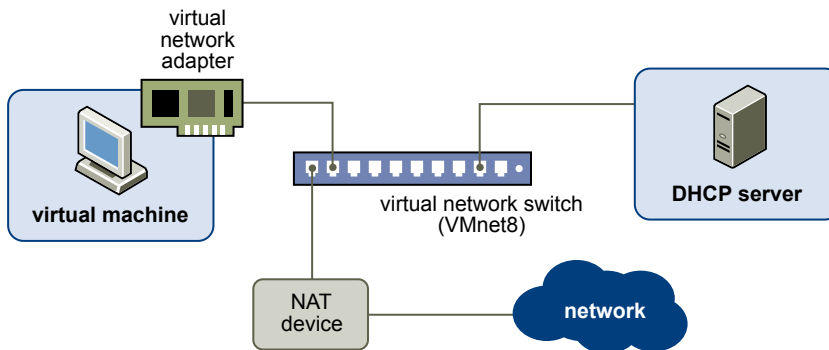 virtual
network
adapter
virtual machine
virtual network switch
(VMnet8)
DHCP server
NAT
device
network